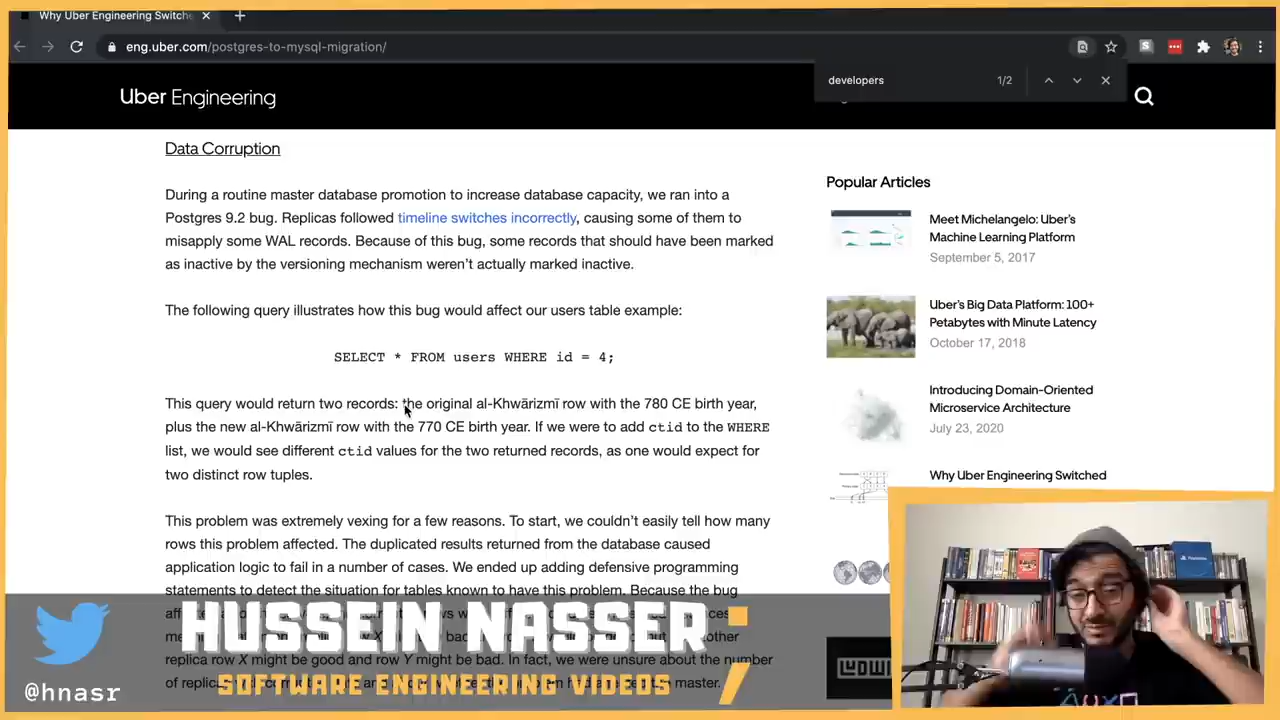 Why Uber Engineering Switche
eng.uber.com/postgres-to-mysql-migration/
developers 1/2
Uber Engineering
Data Corruption
During a routine master database promotion to increase database capacity, we ran into a
Postgres 9.2 bug. Replicas followed timeline switches incorrectly, causing some of them to
misapply some WAL records. Because of this bug, some records that should have been marked
as inactive by the versioning mechanism weren't actually marked inactive.
The following query illustrates how this bug would affect our users table example:
SELECT * FROM users WHERE id = 4;
This query would return two records: the original al-Khwārizmī row with the 780 CE birth year,
plus the new al-Khwārizmī row with the 770 CE birth year. If we were to add ctid to the WHERE
list, we would see different ctid values for the two returned records, as one would expect for
two distinct row tuples.
This problem was extremely vexing for a few reasons. To start, we couldn't easily tell how many
rows this problem affected. The duplicated results returned from the database caused
application logic to fail in a number of cases. We ended up adding defensive programming
statements to detect the situation for tables known to have this problem. Because the bug
replica row X might be good and row Y might be bad. In fact, we were unsure about the number
of replic
master.
Popular Articles
Meet Michelangelo: Uber's
Machine Learning Platform
September 5, 2017
Uber's Big Data Platform: 100+
Petabytes with Minute Latency
October 17, 2018
Introducing Domain-Oriented
Microservice Architecture
July 23, 2020
Why Uber Engineering Switched
HUSSEIN NASSER
SOFTWARE ENGINEERING VIDEOS
@hnasr
LUDWI